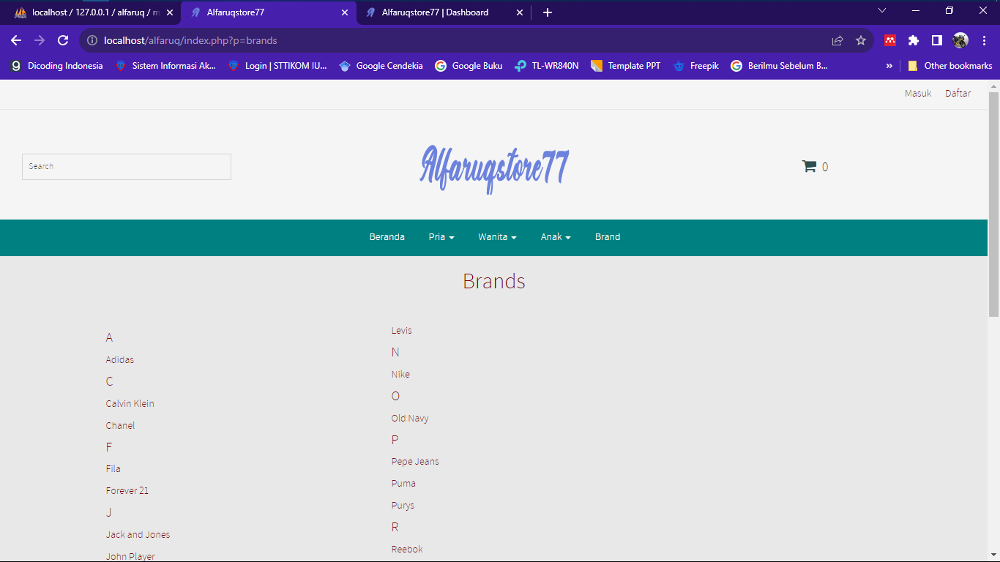 localhost / 127.0.0.1 / alfaruq / m
Alfaruqstore77
Alfaruqstore77 | Dashboard
localhost/alfaruq/index.php?p=brands
Dicoding Indonesia
Sistem Informasi Ak...
Login | STTIKOM IU...
Google Cendekia
Google Buku
TL-WR840N
Template PPT
Freepik
Berilmu Sebelum B...
»
Other bookmarks
Masuk Daftar
Search
Alfaruqstore77
0
Beranda Pria Wanita Anak Brand
Brands
A
Adidas
C
Calvin Klein
Chanel
F
Fila
Forever 21
J
Jack and Jones
John Player
Levis
N
Nike
O
Old Navy
P
Pepe Jeans
Puma
Purys
R
Reebok